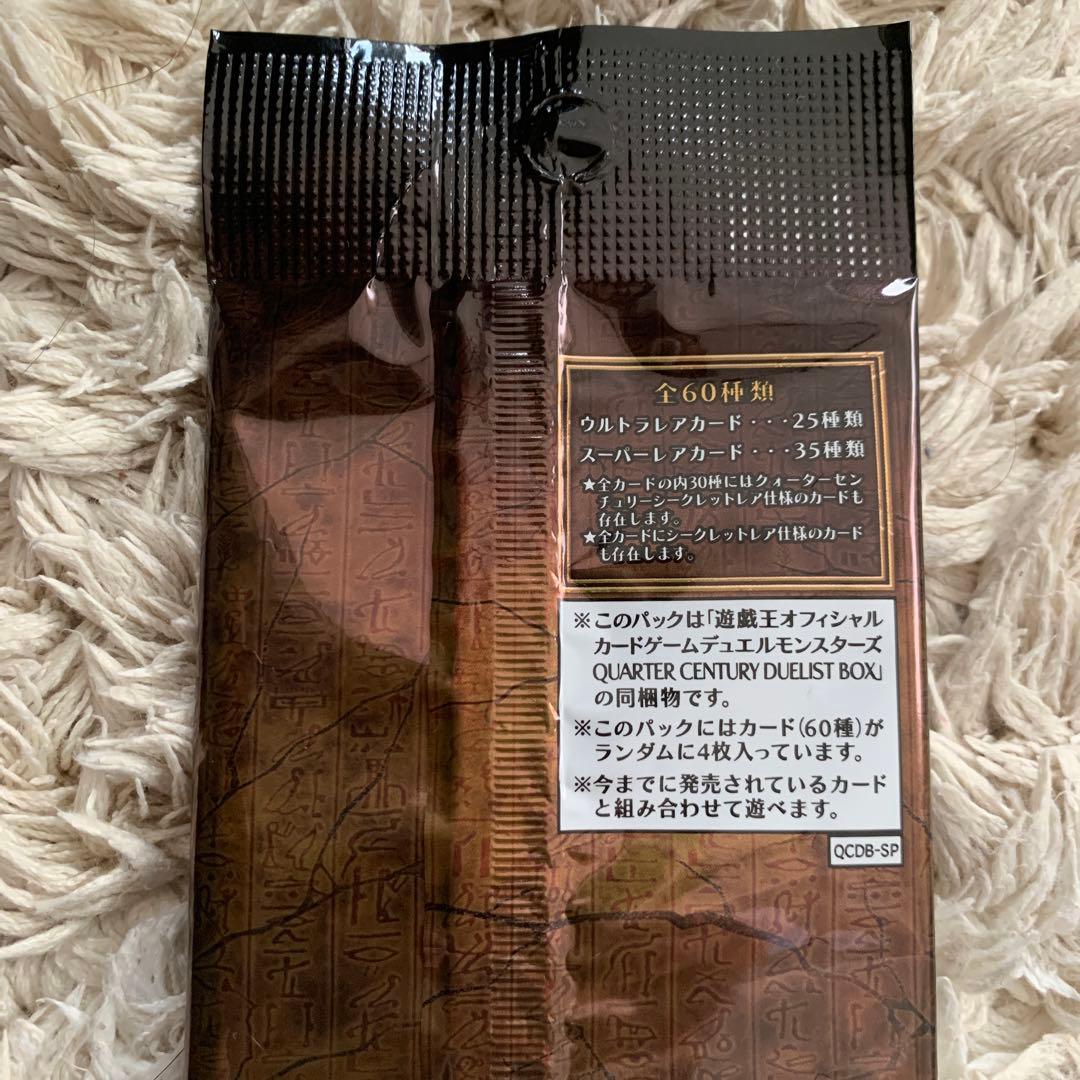 全60種類
ウルトラレアカード・・・25種類
スーパーレアカード・・・35種類
★全カードの内30種にはクォーターセン
チュリーシークレットレア仕様のカードも
存在します。
★全カードにシークレットレア仕様のカード
も存在します。
※このパックは「遊戯王オフィシャル
カードゲームデュエルモンスターズ
QUARTER CENTURY DUELIST BOX」
の同梱物です。
※このパックにはカード(60種)が
ランダムに4枚入っています。
※今までに発売されているカード
と組み合わせて遊べます。
QCDB-SP